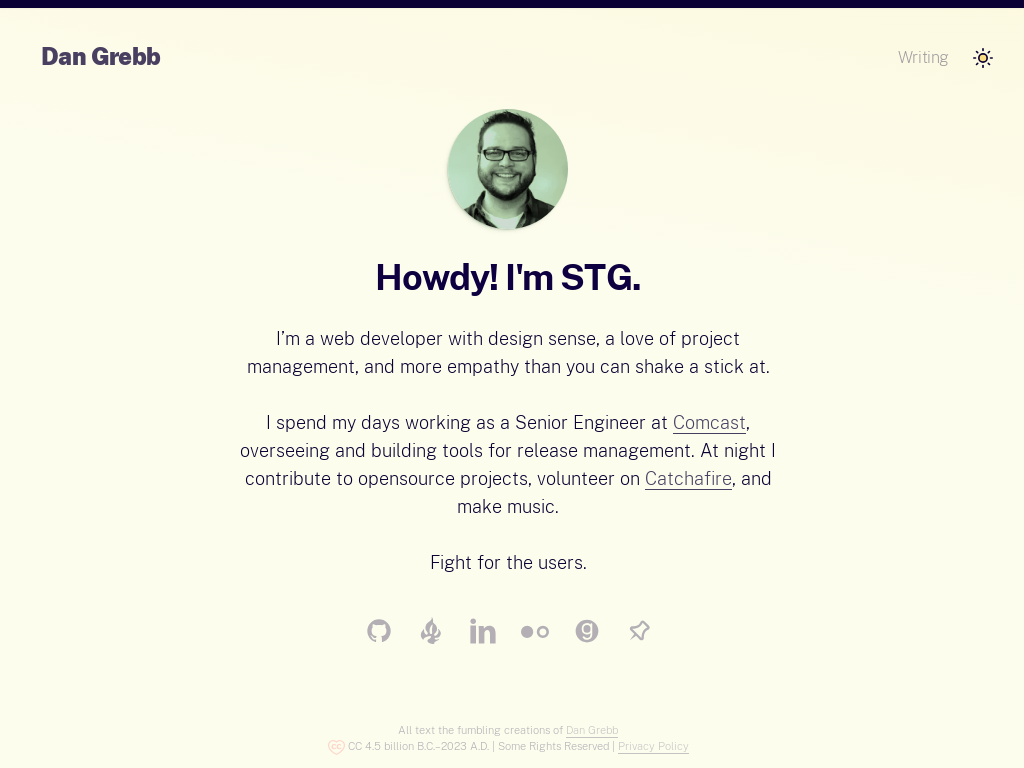 Dan Grebb
Writing
Howdy! I'm STG.
I’m a web developer with design sense, a love of project
management, and more empathy than you can shake a stick at.
I spend my days working as a Senior Engineer at Comcast,
overseeing and building tools for release management. At night I
contribute to opensource projects, volunteer on Catchafire, and
make music.
Fight for the users.
All text the fumbling creations of Dan Grebb
CC 4.5 billion B.C.–2023 A.D. | Some Rights Reserved | Privacy Policy